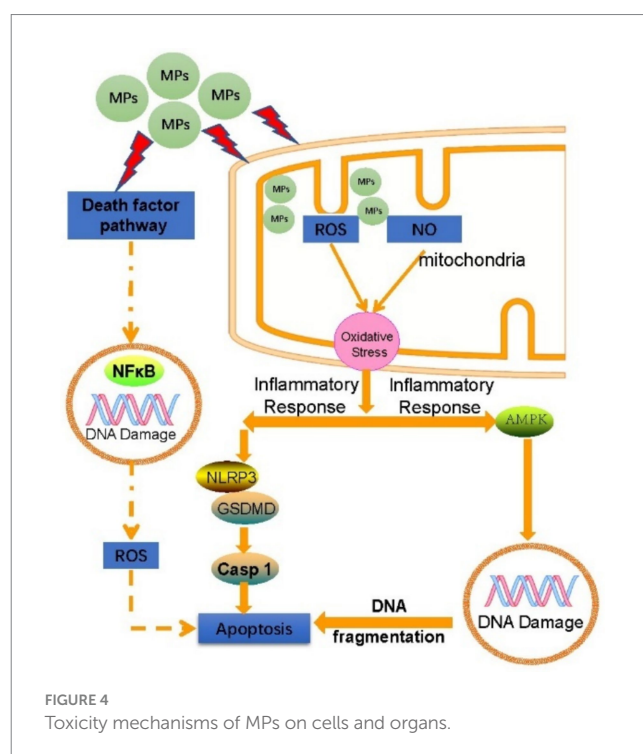 MPs
MPs
MPs
MPs
Death factor
pathway
MPs
MPs
MPs
MPs
ROS
NO
mitochondria
Oxidative
Stress
Inflammatory
Response
Inflammatory
Response
NFκB
DNA Damage
AMPK
NLRP3
GSDMD
ROS
Casp 1
Apoptosis
DNA
fragmentation
DNA Damage
FIGURE 4
Toxicity mechanisms of MPs on cells and organs.